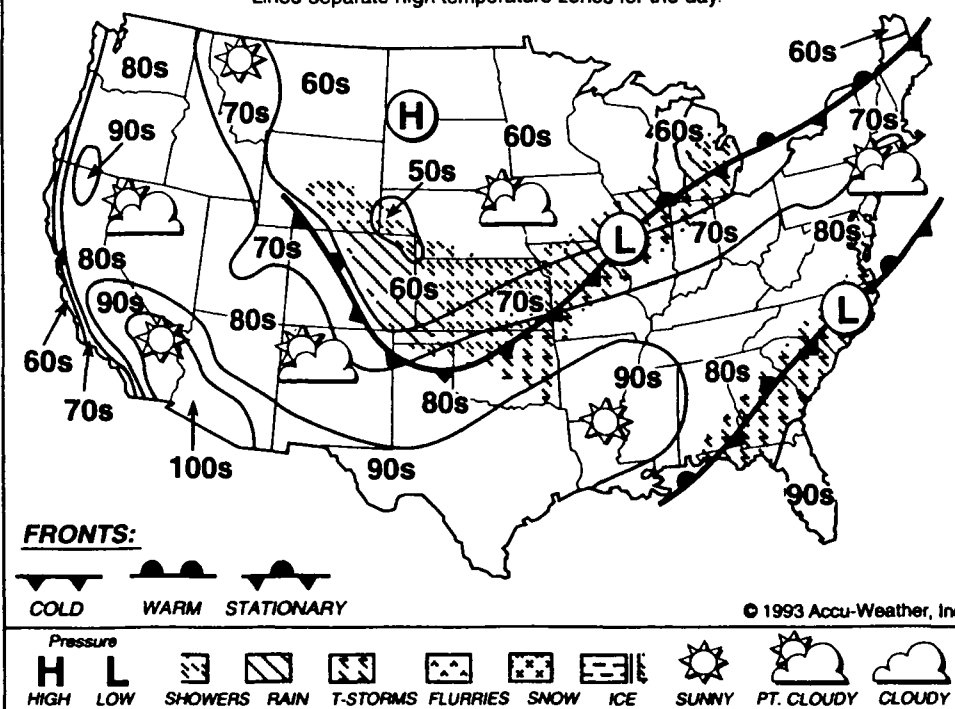 Lines separate high temperature zones for the day.
60s
80s
60s
70s
H
90s
60s
60s
70s
50s
80s
70s
L
70s
80s
90s
60s
70s
80s
L
60s
90s
80s
70s
80s
100s
90s
90s
FRONTS:
COLD WARM STATIONARY
© 1993 Accu-Weather, Inc
Pressure
H L
HIGH LOW SHOWERS RAIN T-STORMS FLURRIES SNOW ICE SUNNY PT. CLOUDY CLOUDY